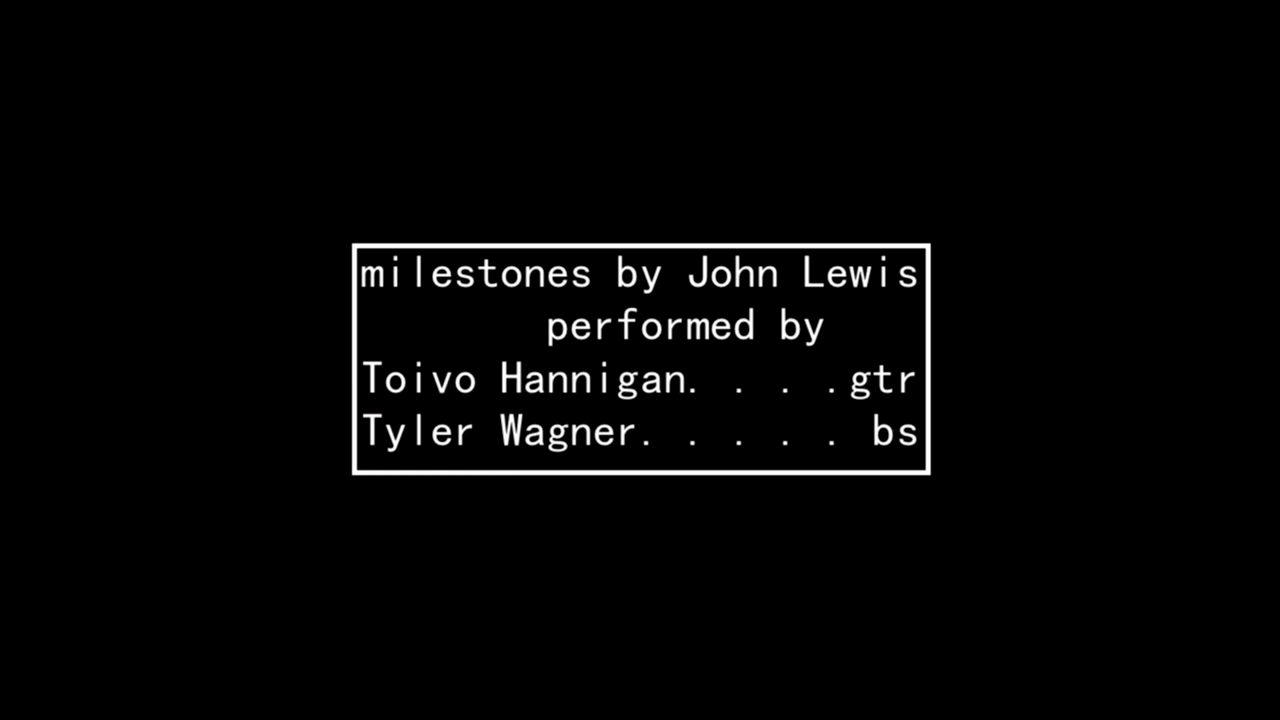 milestones by John Lewis
performed by
Toivo Hannigan. . . .gtr
Tyler Wagner. . . . . bs